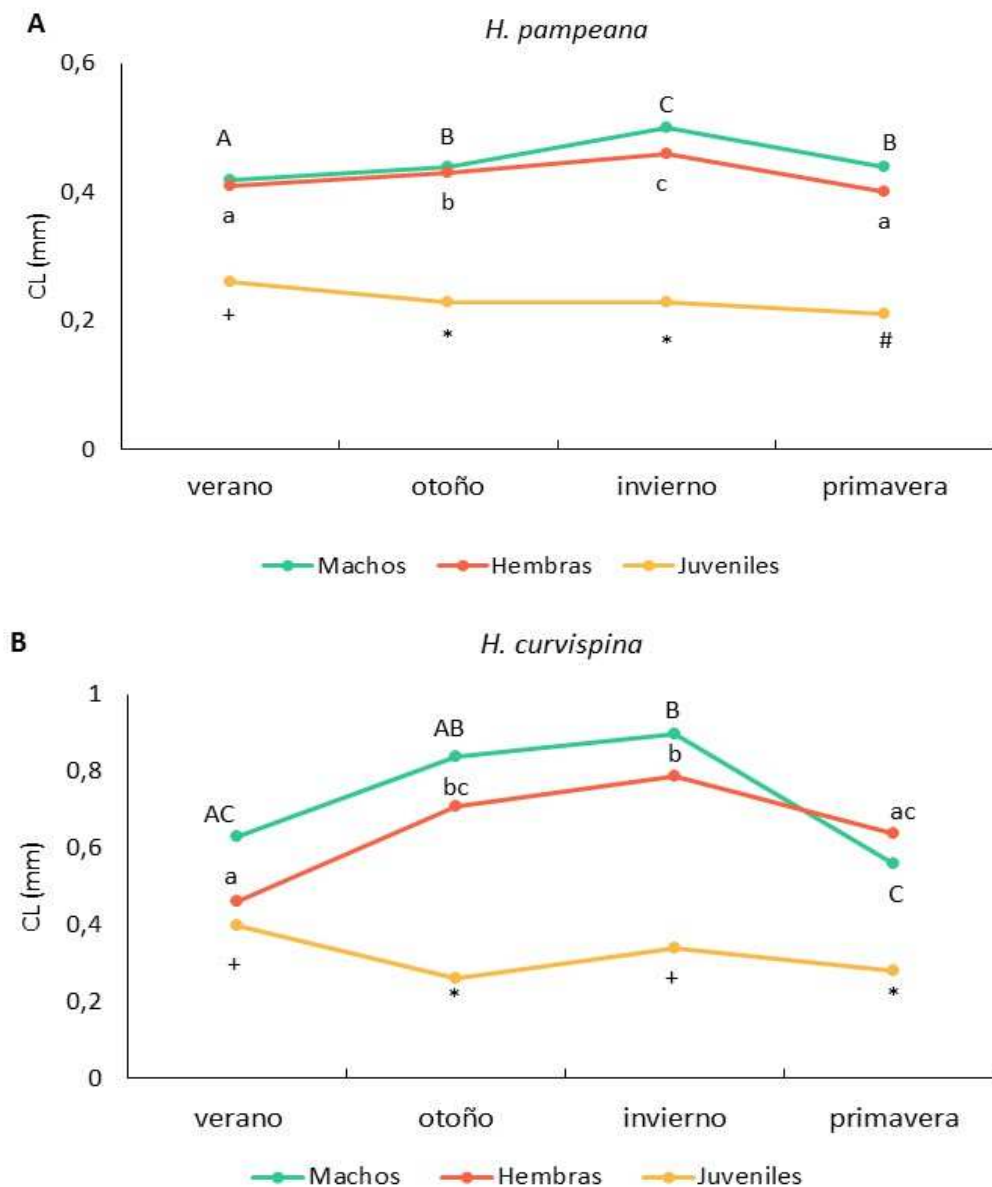 A
H. pampeana
0,6
C
A
B
B
0,4
a
b
c
a
CL (mm)
0,2
+
*
*
#
0
verano otoño invierno primavera
Machos Hembras Juveniles
B
H. curvispina
1
AB
B
b
0,8
AC
bc
ac
0,6
a
C
CL (mm)
0,4
+
*
+
*
0,2
0
verano otoño invierno primavera
Machos Hembras Juveniles